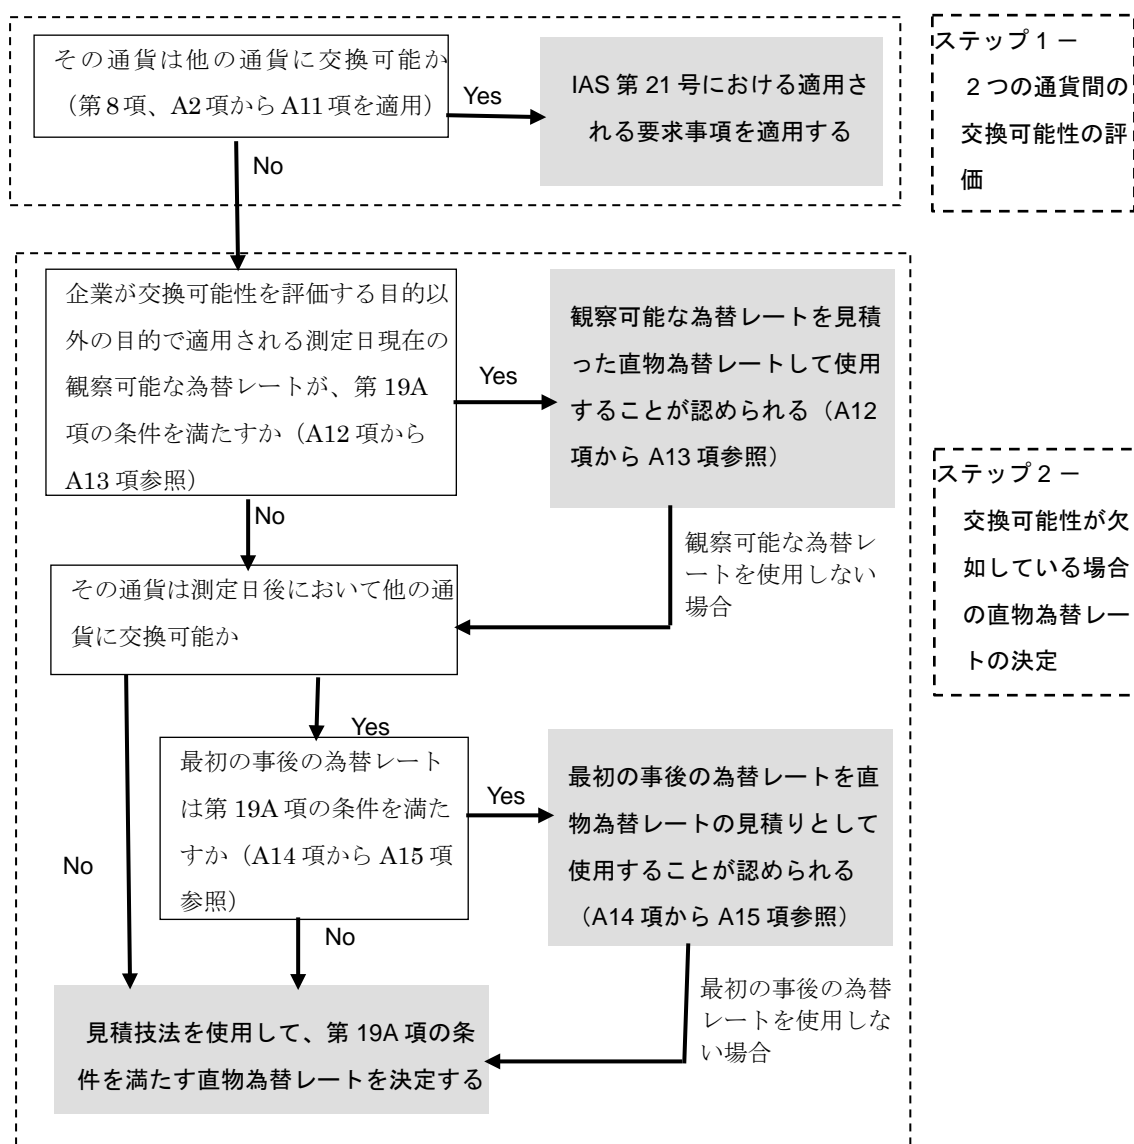 その通貨は他の通貨に交換可能か
（第8項、A2項からA11項を適用）
Yes
IAS 第 21 号における適用さ
れる要求事項を適用する
No
ステップ１－
２つの通貨間の
交換可能性の評
価
企業が交換可能性を評価する目的以
外の目的で適用される測定日現在の
観察可能な為替レートが、第 19A
項の条件を満たすか（A12 項から
A13 項参照）
Yes
観察可能な為替レートを見積
った直物為替レートして使用
することが認められる（A12
項から A13 項参照）
No
観察可能な為替レ
ートを使用しない
場合
ステップ２－
交換可能性が欠
如している場合
の直物為替レー
トの決定
その通貨は測定日後において他の通
貨に交換可能か
Yes
最初の事後の為替レート
は第 19A 項の条件を満た
すか（A14 項から A15 項
参照）
Yes
最初の事後の為替レートを直
物為替レートの見積りとして
使用することが認められる
（A14 項から A15 項参照）
No
No
最初の事後の為替
レートを使用しな
い場合
見積技法を使用して、第 19A 項の条
件を満たす直物為替レートを決定する